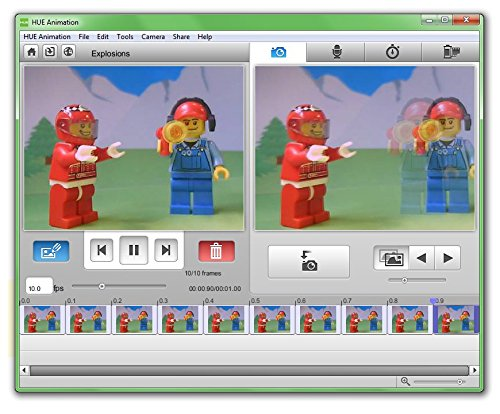 HUE Animation
HUE Animation File Edit Tools Camera Share Help
Explosions
10/10 frames
10.0 fps
00:00.90/00:01.00
0.0 0.1 0.2 0.3 0.4 0.5 0.6 0.7 0.8 0.9